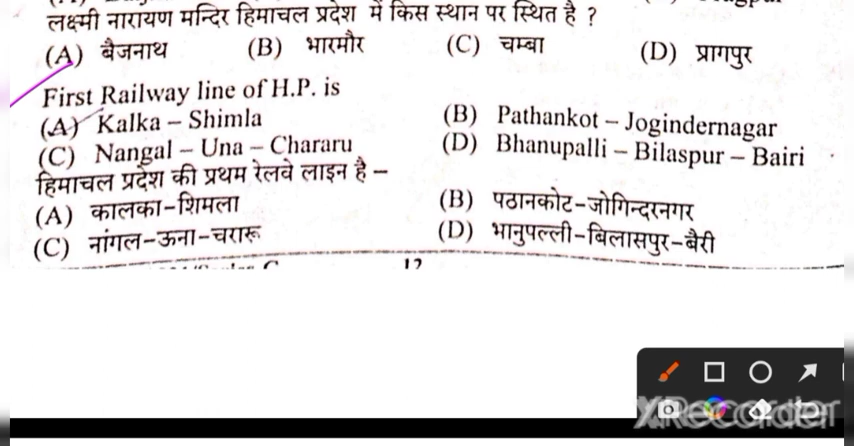 लक्ष्मी नारायण मन्दिर हिमाचल प्रदेश में किस स्थान पर स्थित है ?
(A) बैजनाथ (B) भारमौर (C) चम्बा (D) प्रागपुर
First Railway line of H.P. is
(A) Kalka – Shimla (B) Pathankot – Jogindernagar
(C) Nangal – Una – Chararu (D) Bhanupalli – Bilaspur – Bairi
हिमाचल प्रदेश की प्रथम रेलवे लाइन है –
(A) कालका–शिमला (B) पठानकोट–जोगिन्दरनगर
(C) नांगल–ऊना–चरारू (D) भानुपल्ली–बिलासपुर–बैरी
XRecorder